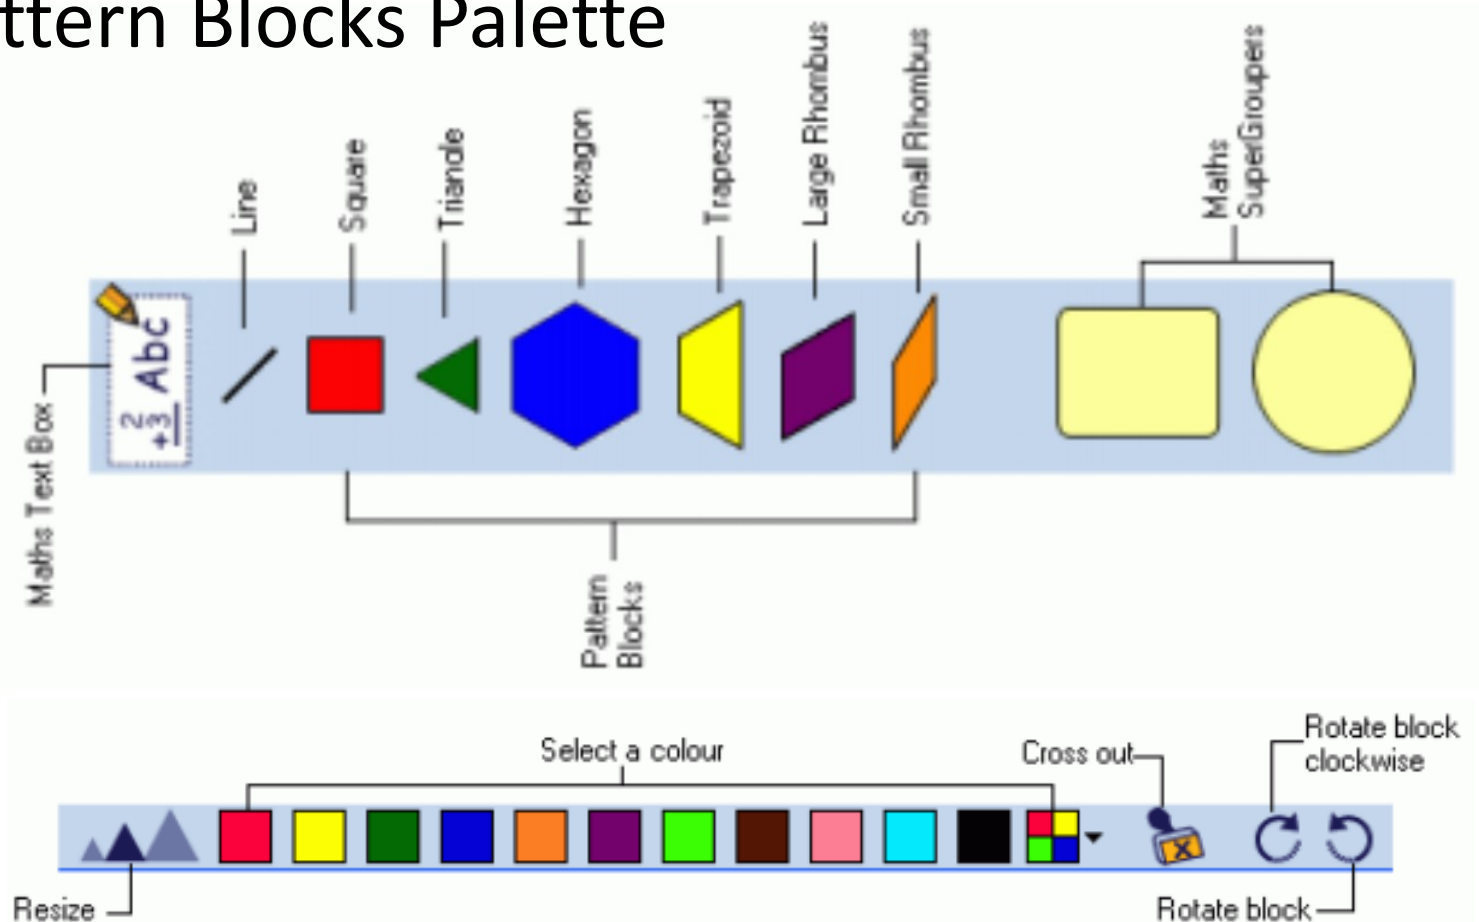 ttern Blocks Palette
Line
Square
Triandle
Hexagon
Trapezoid
Large Rhombus
Small Rhombus
Maths
SuperGroupers
Abc
2
+3
Maths Text Box
Pattern
Blocks
Select a colour
Cross out
Rotate block
clockwise
Resize
Rotate block